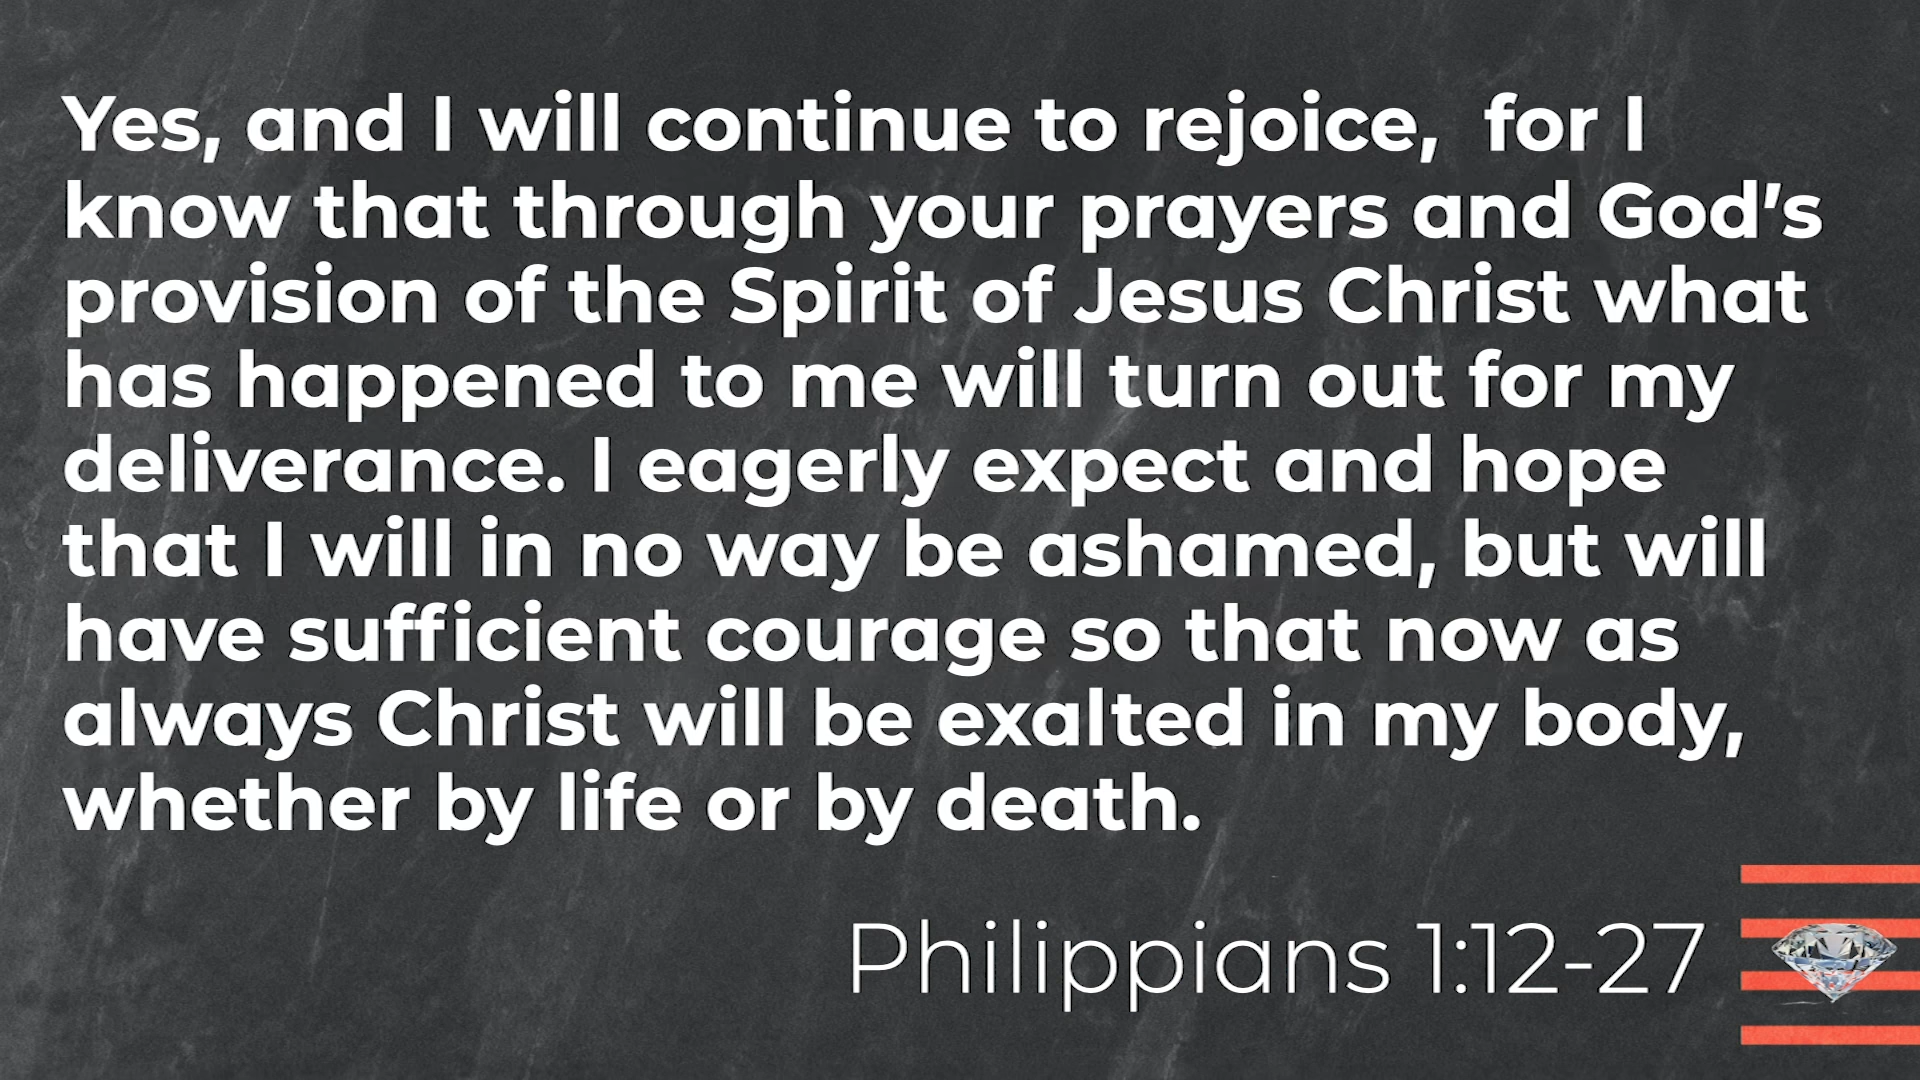 Yes, and I will continue to rejoice,  for I
know that through your prayers and God’s
provision of the Spirit of Jesus Christ what
has happened to me will turn out for my
deliverance. I eagerly expect and hope
that I will in no way be ashamed, but will
have sufficient courage so that now as
always Christ will be exalted in my body,
whether by life or by death.
Philippians 1:12-27